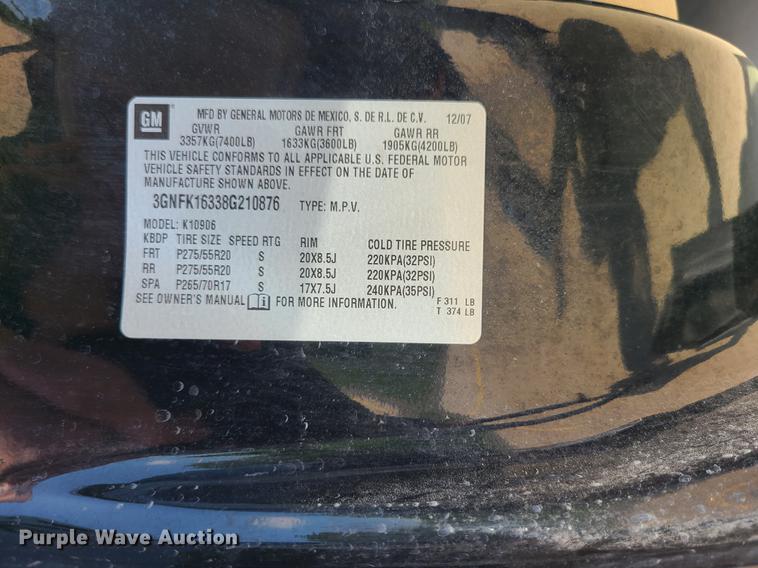 GM
MFD BY GENERAL MOTORS DE MEXICO, S. DE R.L. DE C.V. 12/07
GVWR GAWR FRT GAWR RR
3357KG(7400LB) 1633KG(3600LB) 1905KG(4200LB)
THIS VEHICLE CONFORMS TO ALL APPLICABLE U.S. FEDERAL MOTOR
VEHICLE SAFETY STANDARDS IN EFFECT ON THE DATE OF
MANUFACTURE SHOWN ABOVE.
3GNFK16338G210876 TYPE: M.P.V.
MODEL: K10906
KBDP TIRE SIZE SPEED RTG RIM COLD TIRE PRESSURE
FRT P275/55R20 S 20X8.5J 220KPA(32PSI)
RR P275/55R20 S 20X8.5J 220KPA(32PSI)
SPA P265/70R17 S 17X7.5J 240KPA(35PSI)
SEE OWNER'S MANUAL i FOR MORE INFORMATION. F 311 LB
T 374 LB
Purple Wave Auction